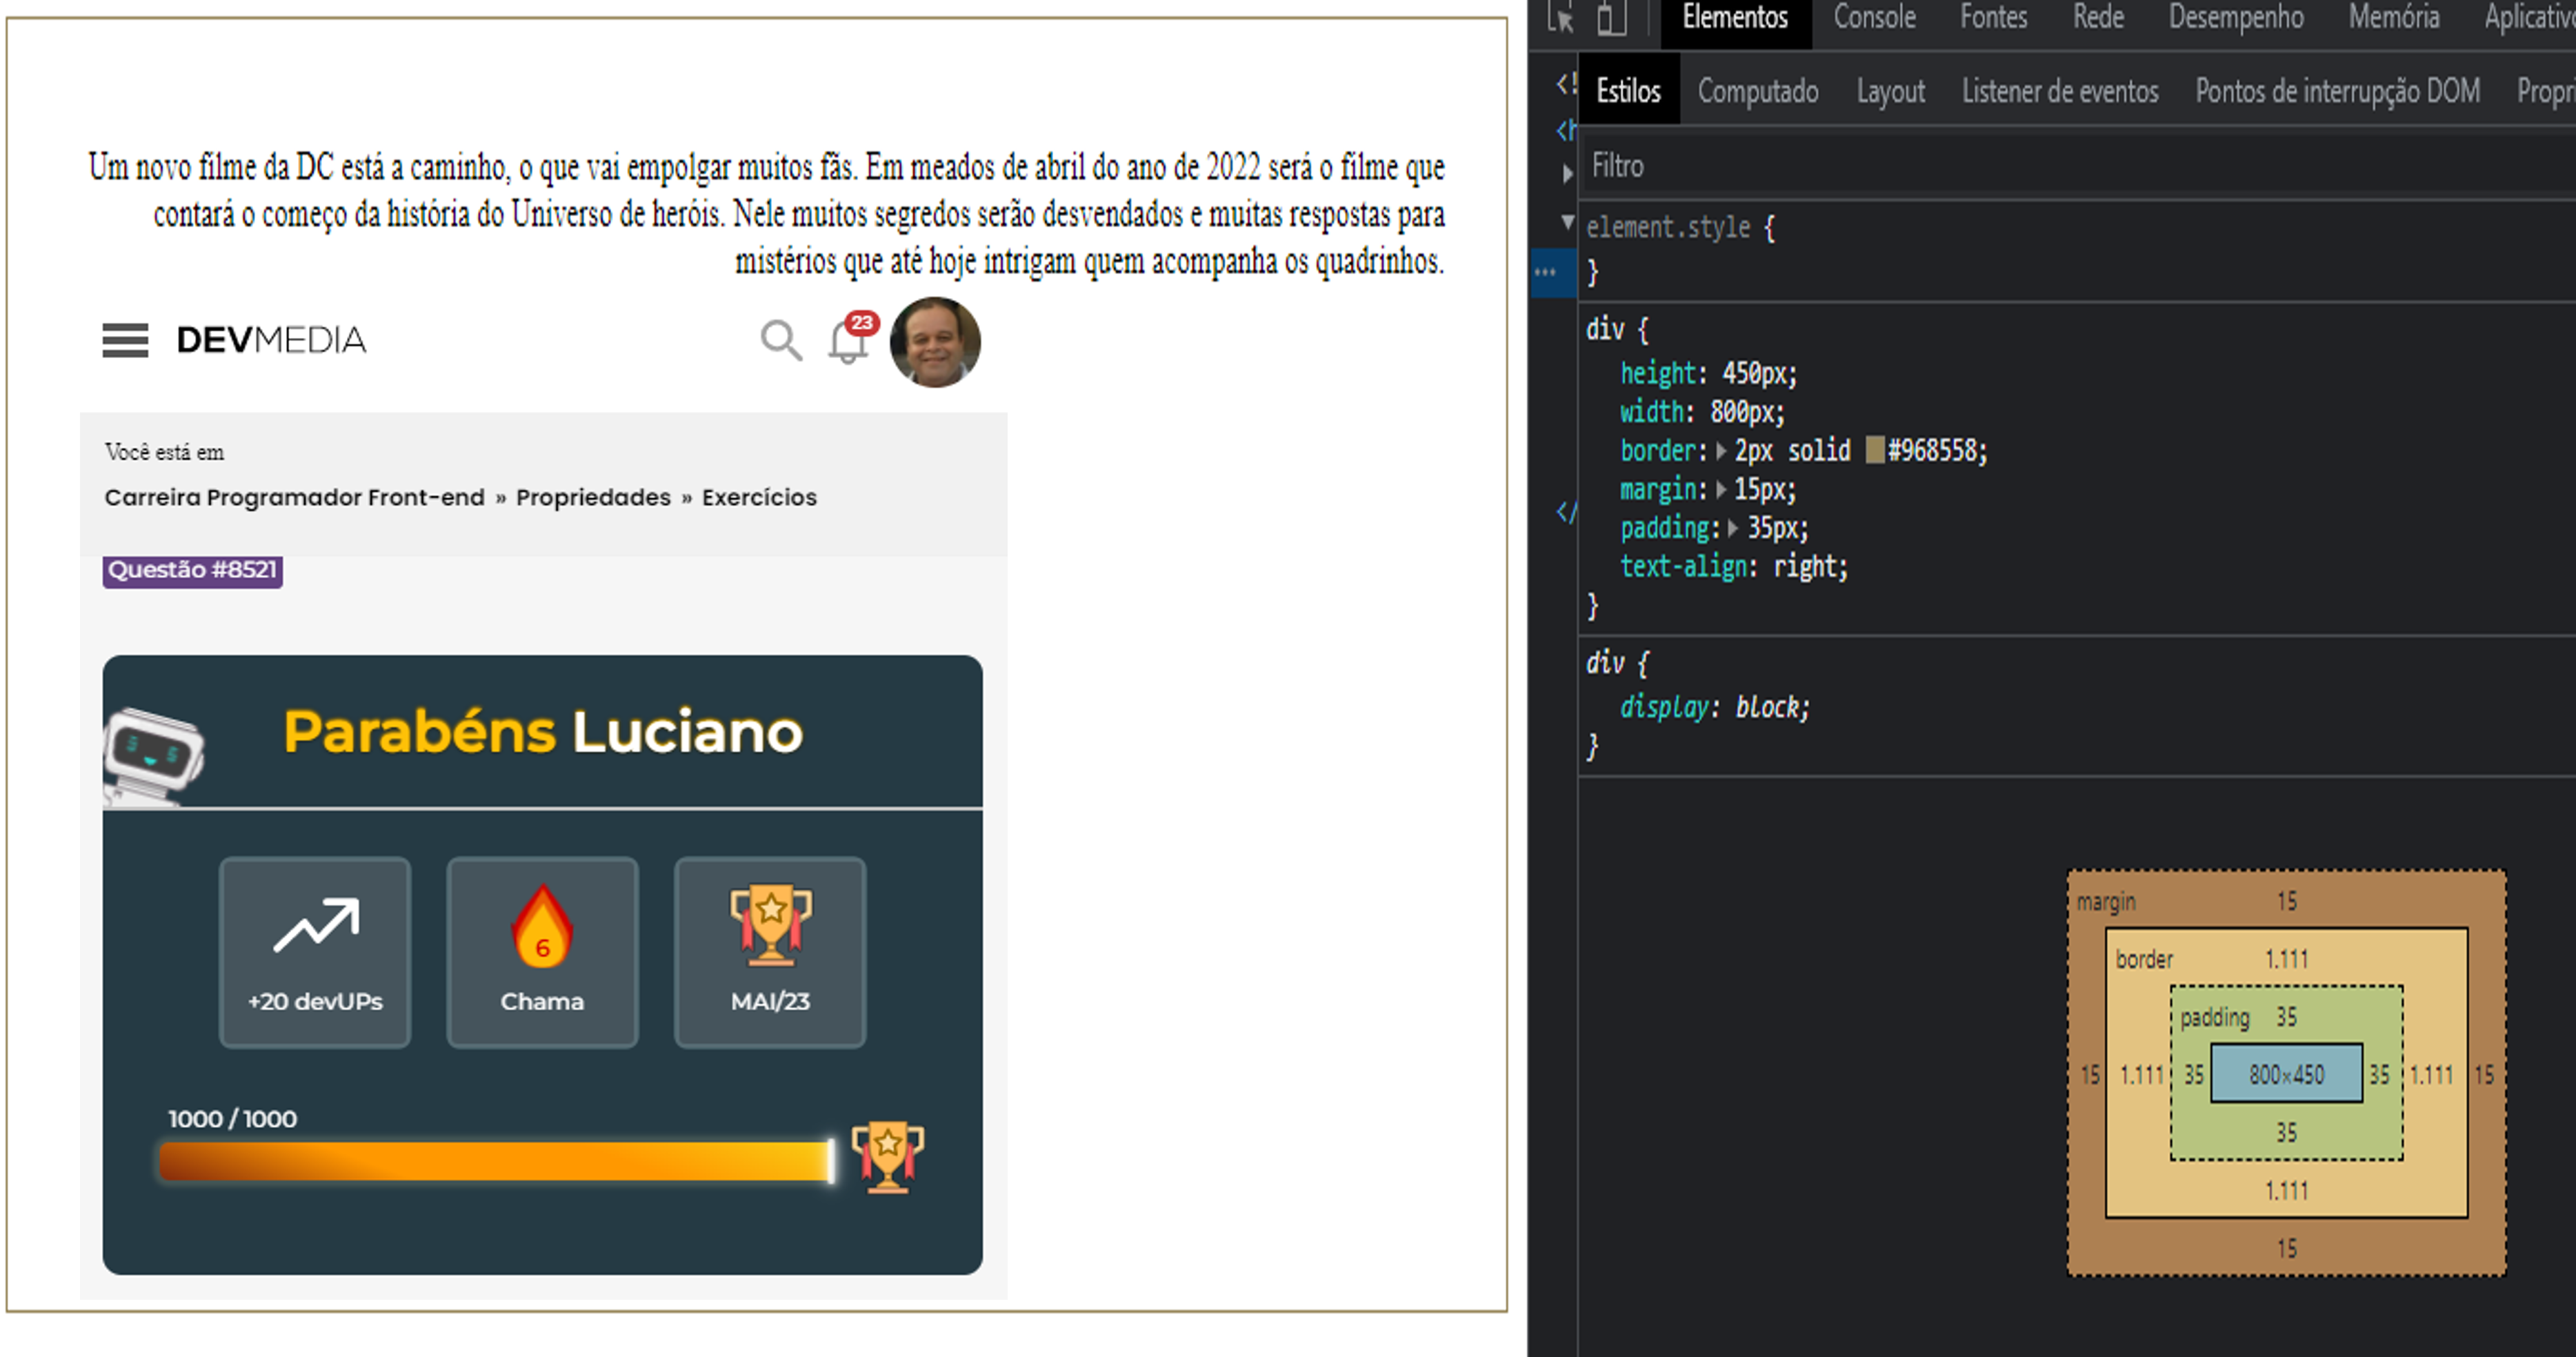 Um novo filme da DC está a caminho, o que vai empolgar muitos fãs. Em meados de abril do ano de 2022 será o filme que
contará o começo da história do Universo de heróis. Nele muitos segredos serão desvendados e muitas respostas para
mistérios que até hoje intrigam quem acompanha os quadrinhos.
DEVMEDIA
23
Você está em
Carreira Programador Front-end » Propriedades » Exercícios
Questão #8521
Parabéns Luciano
6
+20 devUPs
Chama
MAI/23
1000 / 1000
Elementos Console Fontes Rede Desempenho Memória Aplicativo
Estilos Computado Layout Listener de eventos Pontos de interrupção DOM Propri
<!
<h
</
Filtro
element.style {
}
div {
height: 450px;
width: 800px;
border: 2px solid #968558;
margin: 15px;
padding: 35px;
text-align: right;
}
div {
display: block;
}
margin 15
border 1.111
padding 35
15 1.111 35 800×450 35 1.111 15
35
1.111
15